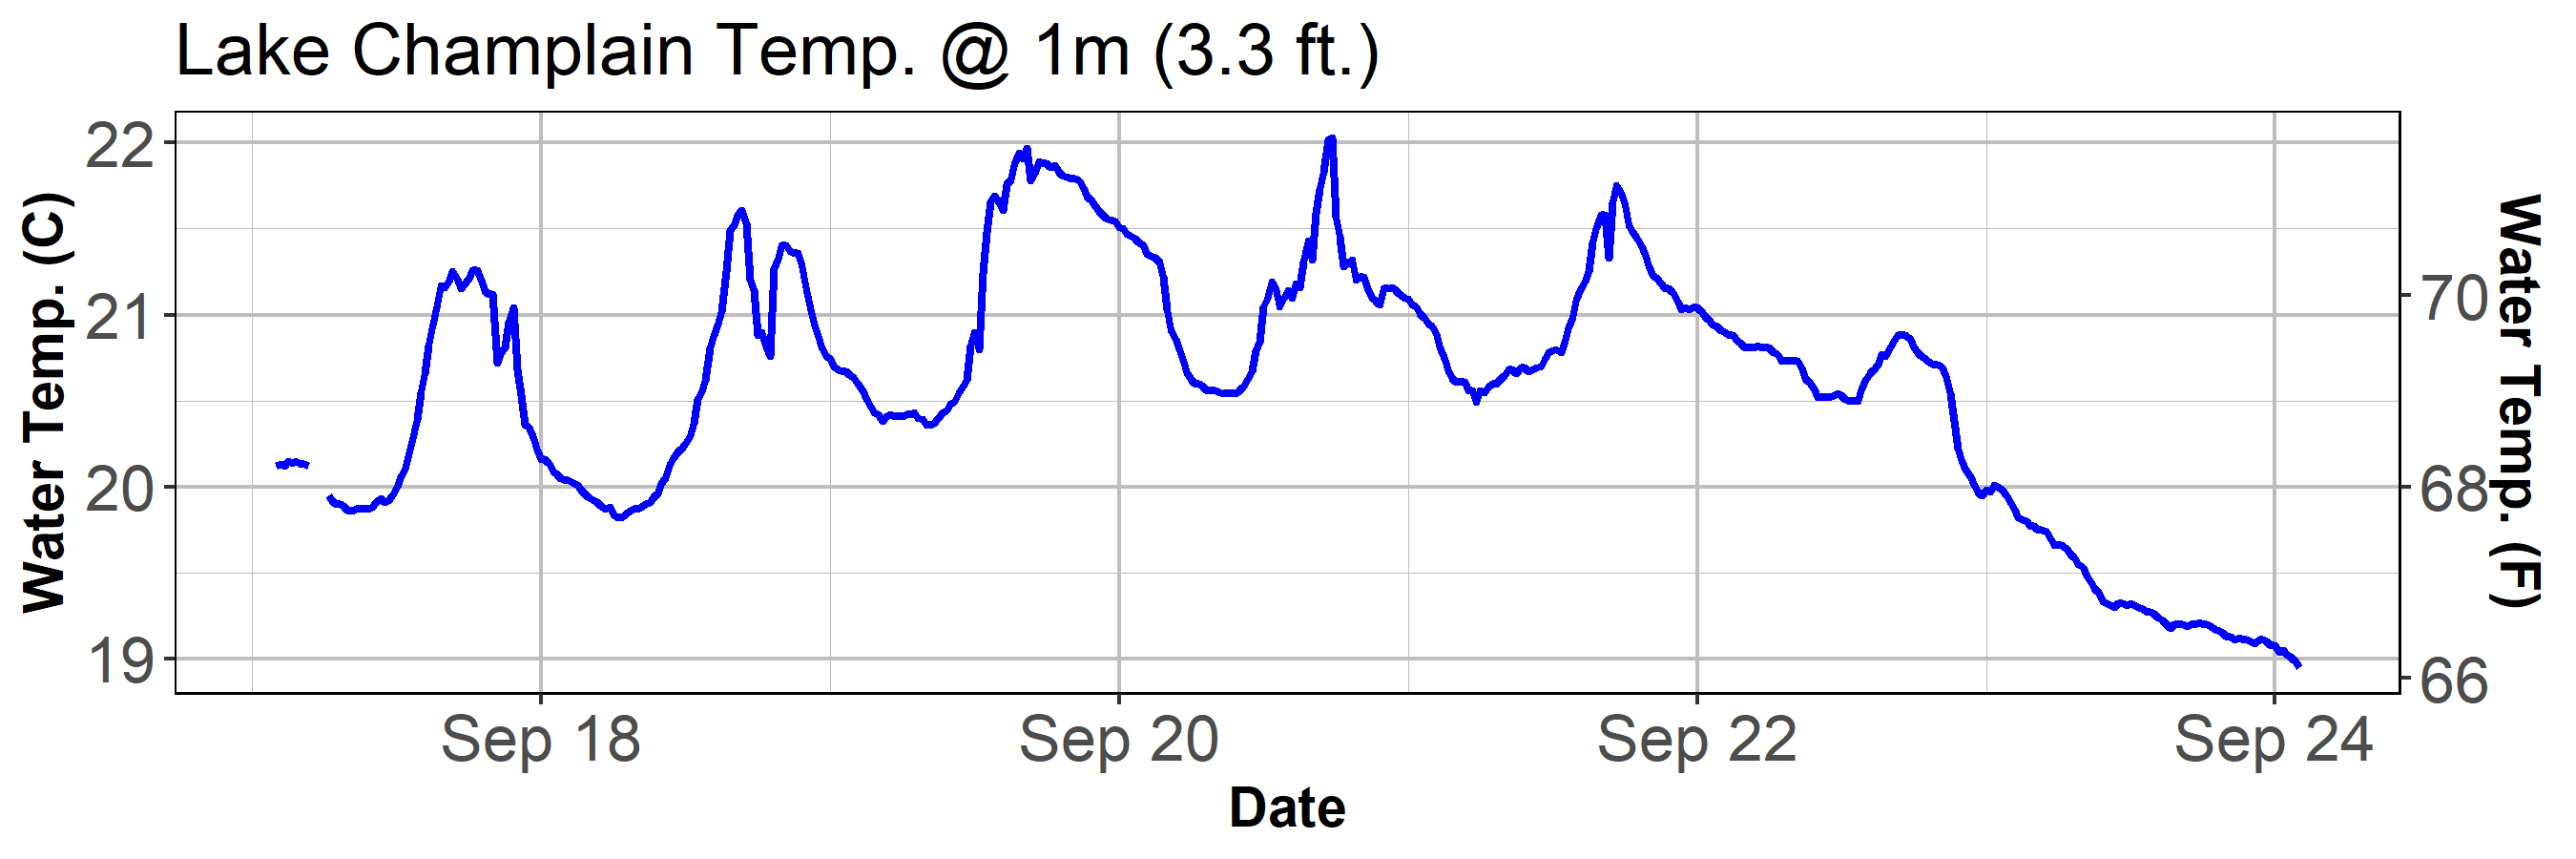 Lake Champlain Temp. @ 1m (3.3 ft.)
Water Temp. (C)
22
21
20
19
70
68
66
Water Temp. (F)
Sep 18
Sep 20
Sep 22
Sep 24
Date